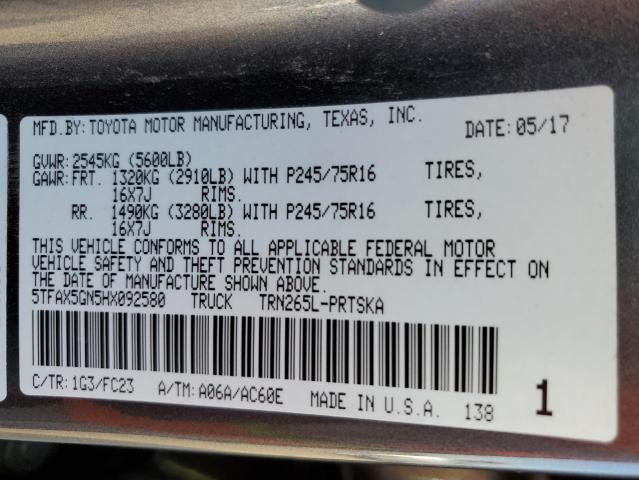 MFD.BY:TOYOTA MOTOR MANUFACTURING, TEXAS, INC. DATE:05/17
GVWR:2545KG (5600LB)
GAWR:FRT. 1320KG (2910LB) WITH P245/75R16 TIRES,
16X7J RIMS.
RR. 1490KG (3280LB) WITH P245/75R16 TIRES,
16X7J RIMS.
THIS VEHICLE CONFORMS TO ALL APPLICABLE FEDERAL MOTOR
VEHICLE SAFETY AND THEFT PREVENTION STANDARDS IN EFFECT ON
THE DATE OF MANUFACTURE SHOWN ABOVE.
5TFAX5GN5HX092580 TRUCK TRN265L-PRTSKA
C/TR:1G3/FC23 A/TM:A06A/AC60E MADE IN U.S.A. 138 1